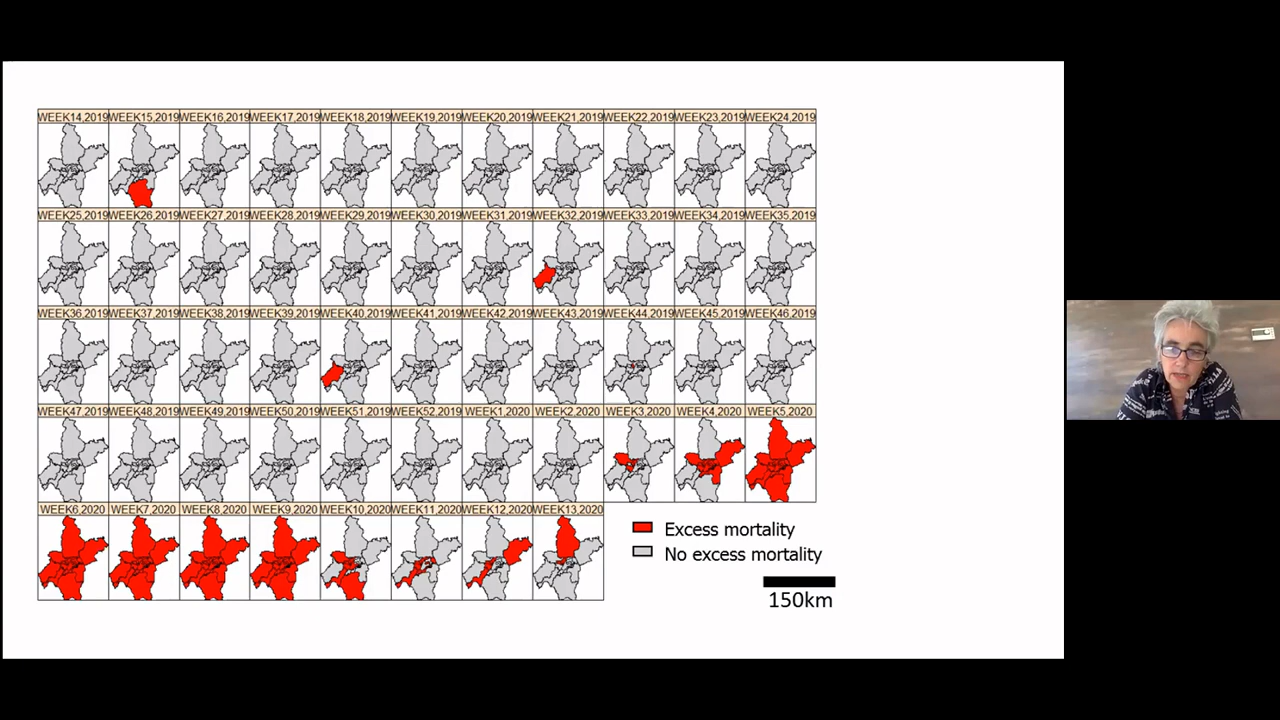 WEEK14,2019 WEEK15,2019 WEEK16,2019 WEEK17,2019 WEEK18,2019 WEEK19,2019 WEEK20,2019 WEEK21,2019 WEEK22,2019 WEEK23,2019 WEEK24,2019
WEEK25,2019 WEEK26,2019 WEEK27,2019 WEEK28,2019 WEEK29,2019 WEEK30,2019 WEEK31,2019 WEEK32,2019 WEEK33,2019 WEEK34,2019 WEEK35,2019
WEEK36,2019 WEEK37,2019 WEEK38,2019 WEEK39,2019 WEEK40,2019 WEEK41,2019 WEEK42,2019 WEEK43,2019 WEEK44,2019 WEEK45,2019 WEEK46,2019
WEEK47,2019 WEEK48,2019 WEEK49,2019 WEEK50,2019 WEEK51,2019 WEEK52,2019 WEEK1,2020 WEEK2,2020 WEEK3,2020 WEEK4,2020 WEEK5,2020
WEEK6,2020 WEEK7,2020 WEEK8,2020 WEEK9,2020 WEEK10,2020 WEEK11,2020 WEEK12,2020 WEEK13,2020
Excess mortality
No excess mortality
150km